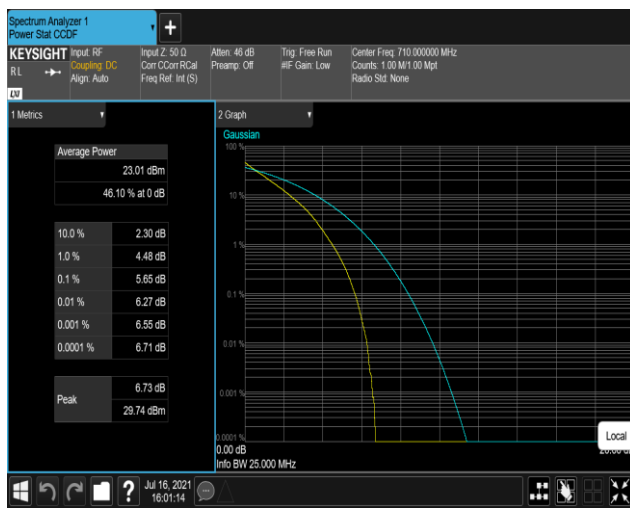 Spectrum Analyzer 1
Power Stat CCDF
KEYSIGHT
RL
LXI
Input: RF
Coupling: DC
Align: Auto
Input Z: 50 Ω
Corr CCorr RCal
Freq Ref: Int (S)
Atten: 46 dB
Preamp: Off
Trig: Free Run
#IF Gain: Low
Center Freq: 710.000000 MHz
Counts: 1.00 M/1.00 Mpt
Radio Std: None
1 Metrics
Average Power
23.01 dBm
46.10 % at 0 dB
10.0 % 2.30 dB
1.0 % 4.48 dB
0.1 % 5.65 dB
0.01 % 6.27 dB
0.001 % 6.55 dB
0.0001 % 6.71 dB
Peak
6.73 dB
29.74 dBm
2 Graph
Gaussian
100 %
10 %
1 %
0.1 %
0.01 %
0.001 %
0.0001 %
0.00 dB
Info BW 25.000 MHz
Local
Jul 16, 2021
16:01:14